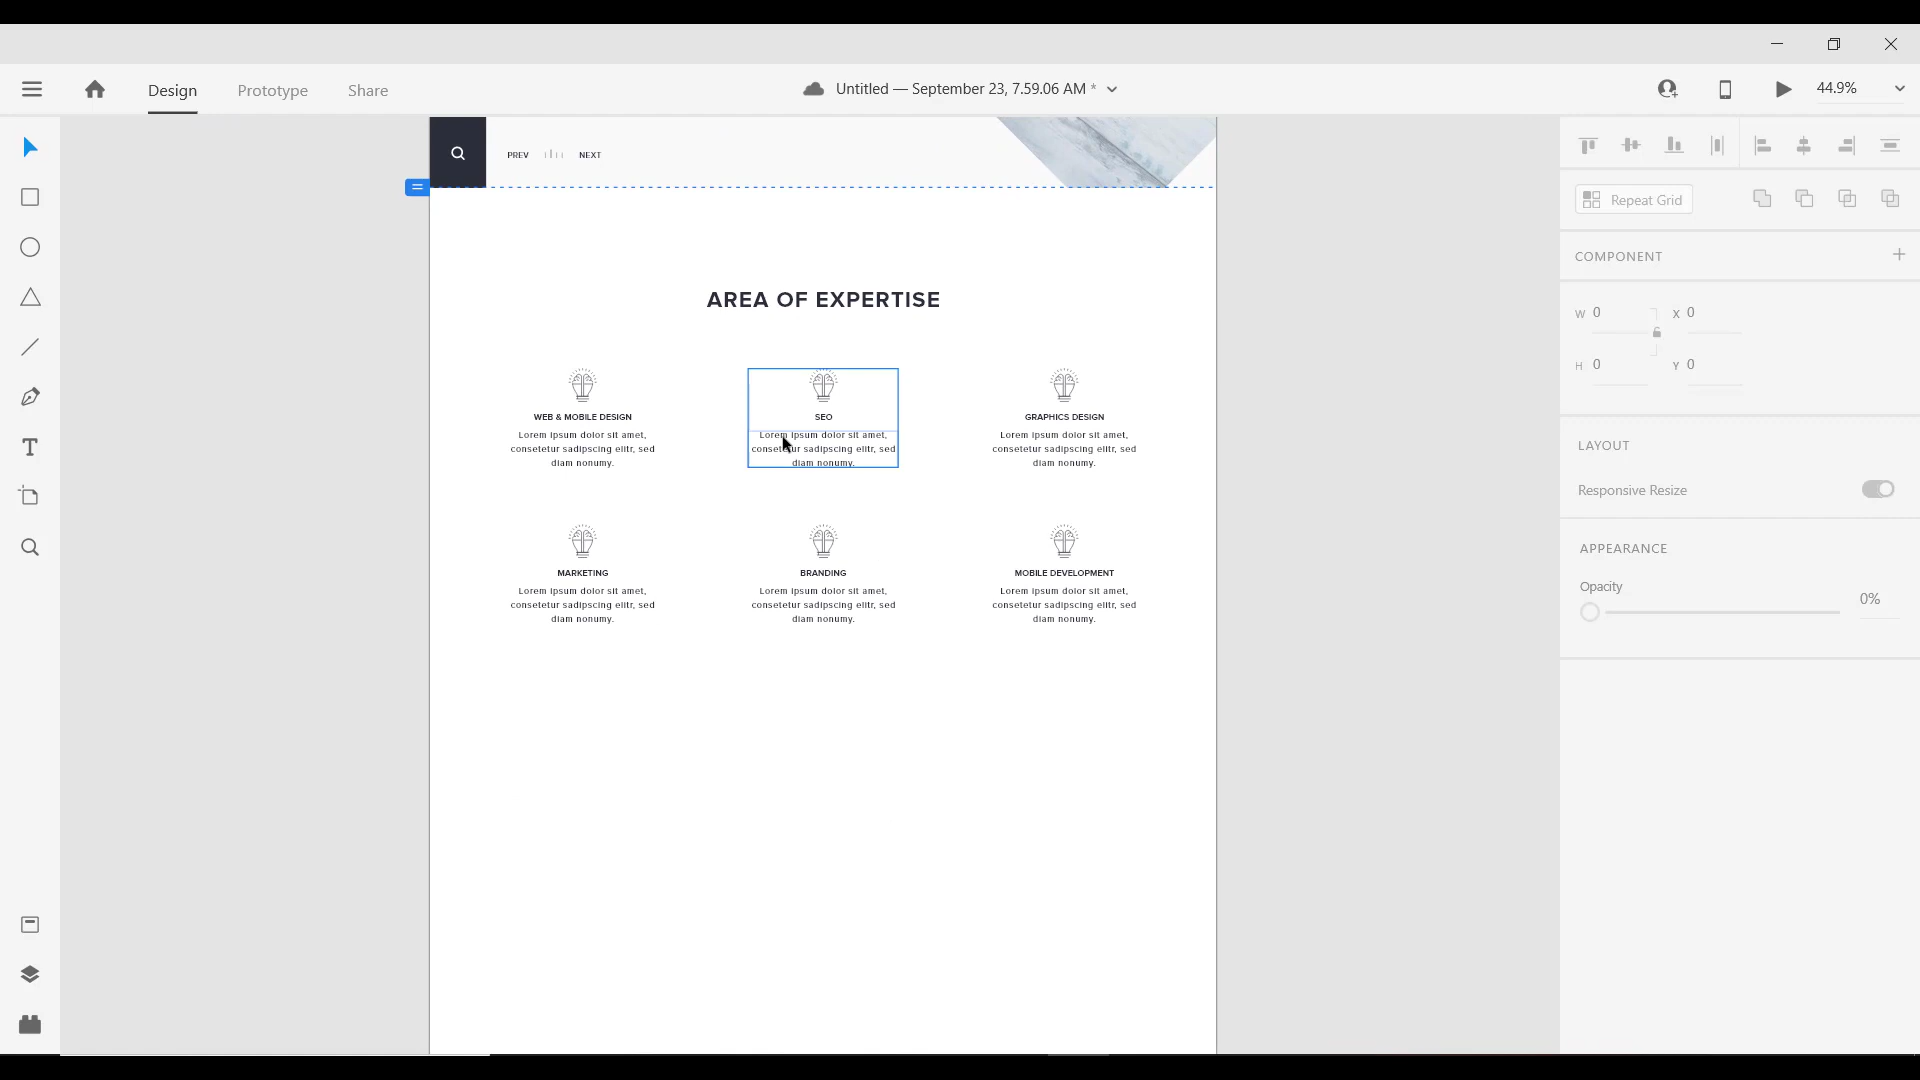 Design Prototype Share
Untitled — September 23, 7.59.06 AM *
44.9%
PREV NEXT
AREA OF EXPERTISE
WEB & MOBILE DESIGN
Lorem ipsum dolor sit amet,
consetetur sadipscing elitr, sed
diam nonumy.
SEO
Lorem ipsum dolor sit amet,
consetetur sadipscing elitr, sed
diam nonumy.
GRAPHICS DESIGN
Lorem ipsum dolor sit amet,
consetetur sadipscing elitr, sed
diam nonumy.
MARKETING
Lorem ipsum dolor sit amet,
consetetur sadipscing elitr, sed
diam nonumy.
BRANDING
Lorem ipsum dolor sit amet,
consetetur sadipscing elitr, sed
diam nonumy.
MOBILE DEVELOPMENT
Lorem ipsum dolor sit amet,
consetetur sadipscing elitr, sed
diam nonumy.
Repeat Grid
COMPONENT
W 0 X 0
H 0 Y 0
LAYOUT
Responsive Resize
APPEARANCE
Opacity
0%